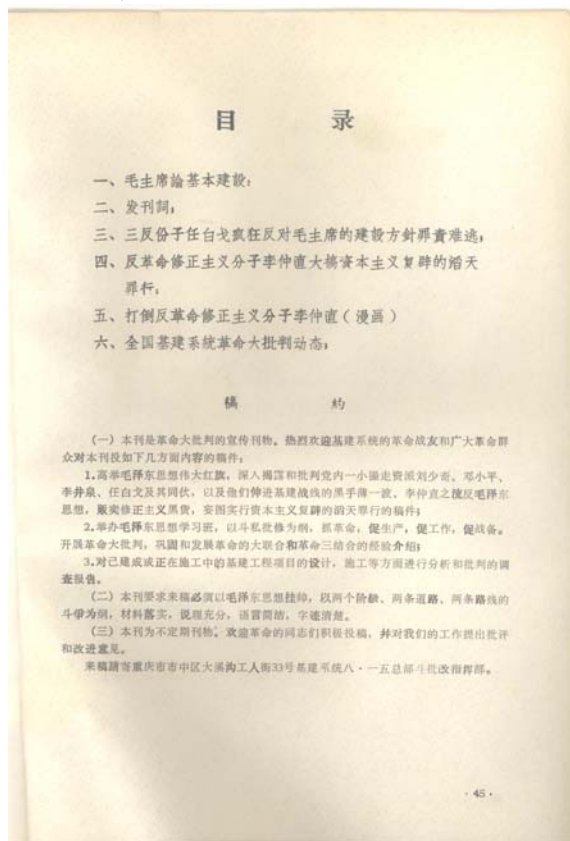 目 录
一、毛主席論基本建設；
二、发刊詞；
三、三反份子任白戈疯狂反对毛主席的建設方針罪責难逃；
四、反革命修正主义分子李仲直大搞資本主义复辟的滔天
罪行；
五、打倒反革命修正主义分子李仲直（漫画）
六、全国基建系统革命大批判动态；
稿 約
（一）本刊是革命大批判的宣传刊物。热烈欢迎基建系统的革命战友和广大革命群
众对本刊投如下几方面内容的稿件：
1.高举毛泽东思想伟大红旗，深入揭露和批判党内一小撮走资派刘少奇、邓小平、
李井泉、任白戈及其同伙，以及他们伸进基建战线的黑手薄一波、李仲直之流反毛泽东
思想，贩卖修正主义黑货，妄图实行资本主义复辟的滔天罪行的稿件；
2.举办毛泽东思想学习班，以斗私批修为纲，抓革命，促生产，促工作，促战备。
开展革命大批判，巩固和发展革命的大联合和革命三结合的经验介绍；
3.对已建成或正在施工中的基建工程项目的设计，施工等方面进行分析和批判的调
查报告。
（二）本刊要求来稿必须以毛泽东思想挂帅，以两个阶级、两条道路、两条路线的
斗争为纲，材料落实，说理充分，语言简结，字迹清楚。
（三）本刊为不定期刊物。欢迎革命的同志们积极投稿，并对我们的工作提出批评
和改进意见。
来稿請寄重庆市市中区大溪沟工人街33号基建系统八·一五总部斗批改指挥部。
·45·